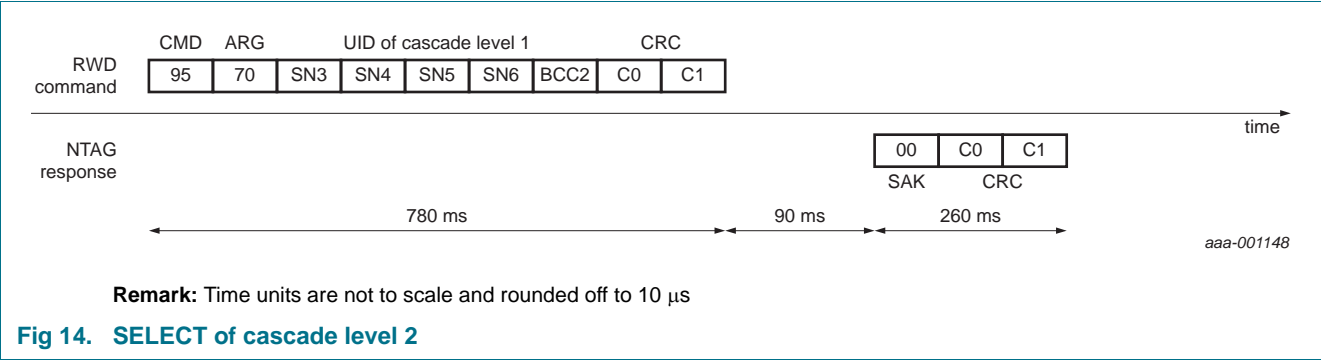 CMD ARG UID of cascade level 1 CRC
RWD command 95 70 SN3 SN4 SN5 SN6 BCC2 C0 C1
time
NTAG response 00 C0 C1
SAK CRC
780 ms 90 ms 260 ms
aaa-001148
Remark: Time units are not to scale and rounded off to 10 μs
Fig 14. SELECT of cascade level 2